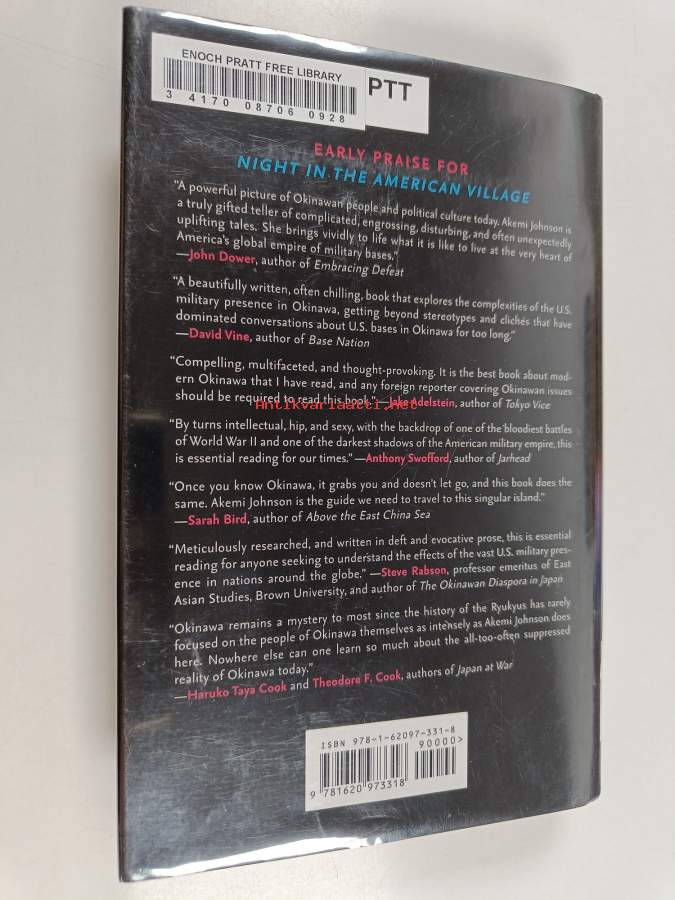 ENOCH PRATT FREE LIBRARY
3 4170 08706 0928
PTT
EARLY PRAISE FOR
NIGHT IN THE AMERICAN VILLAGE
“A powerful picture of Okinawan people and political culture today. Akemi Johnson is
a truly gifted teller of complicated, engrossing, disturbing, and often unexpectedly
uplifting tales. She brings vividly to life what it is like to live at the very heart of
America’s global empire of military bases.”
—John Dower, author of Embracing Defeat
“A beautifully written, often chilling, book that explores the complexities of the U.S.
military presence in Okinawa, getting beyond stereotypes and clichés that have
dominated conversations about U.S. bases in Okinawa for too long.”
—David Vine, author of Base Nation
“Compelling, multifaceted, and thought-provoking. It is the best book about mod-
ern Okinawa that I have read, and any foreign reporter covering Okinawan issues
should be required to read this book.” —Jake Adelstein, author of Tokyo Vice
Antikvariaatti.net
“By turns intellectual, hip, and sexy, with the backdrop of one of the bloodiest battles
of World War II and one of the darkest shadows of the American military empire, this
is essential reading for our times.” —Anthony Swofford, author of Jarhead
“Once you know Okinawa, it grabs you and doesn’t let go, and this book does the
same. Akemi Johnson is the guide we need to travel to this singular island.”
—Sarah Bird, author of Above the East China Sea
“Meticulously researched, and written in deft and evocative prose, this is essential
reading for anyone seeking to understand the effects of the vast U.S. military pres-
ence in nations around the globe.” —Steve Rabson, professor emeritus of East
Asian Studies, Brown University, and author of The Okinawan Diaspora in Japan
“Okinawa remains a mystery to most since the history of the Ryukyus has rarely
focused on the people of Okinawa themselves as intensely as Akemi Johnson does
here. Nowhere else can one learn so much about the all-too-often suppressed
reality of Okinawa today.”
—Haruko Taya Cook and Theodore F. Cook, authors of Japan at War
ISBN 978-1-62097-331-8
90000>
9 781620 973318